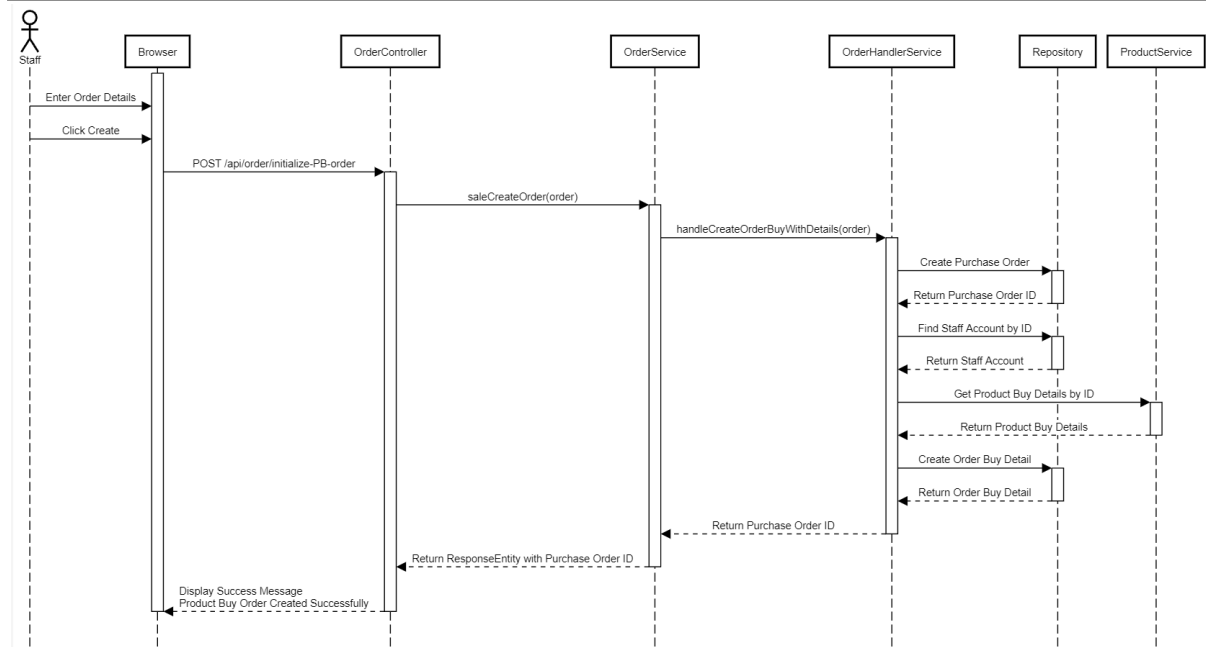 Staff
Browser
OrderController
OrderService
OrderHandlerService
Repository
ProductService
Enter Order Details
Click Create
POST /api/order/initialize-PB-order
saleCreateOrder(order)
handleCreateOrderBuyWithDetails(order)
Create Purchase Order
Return Purchase Order ID
Find Staff Account by ID
Return Staff Account
Get Product Buy Details by ID
Return Product Buy Details
Create Order Buy Detail
Return Order Buy Detail
Return Purchase Order ID
Return ResponseEntity with Purchase Order ID
Display Success Message
Product Buy Order Created Successfully